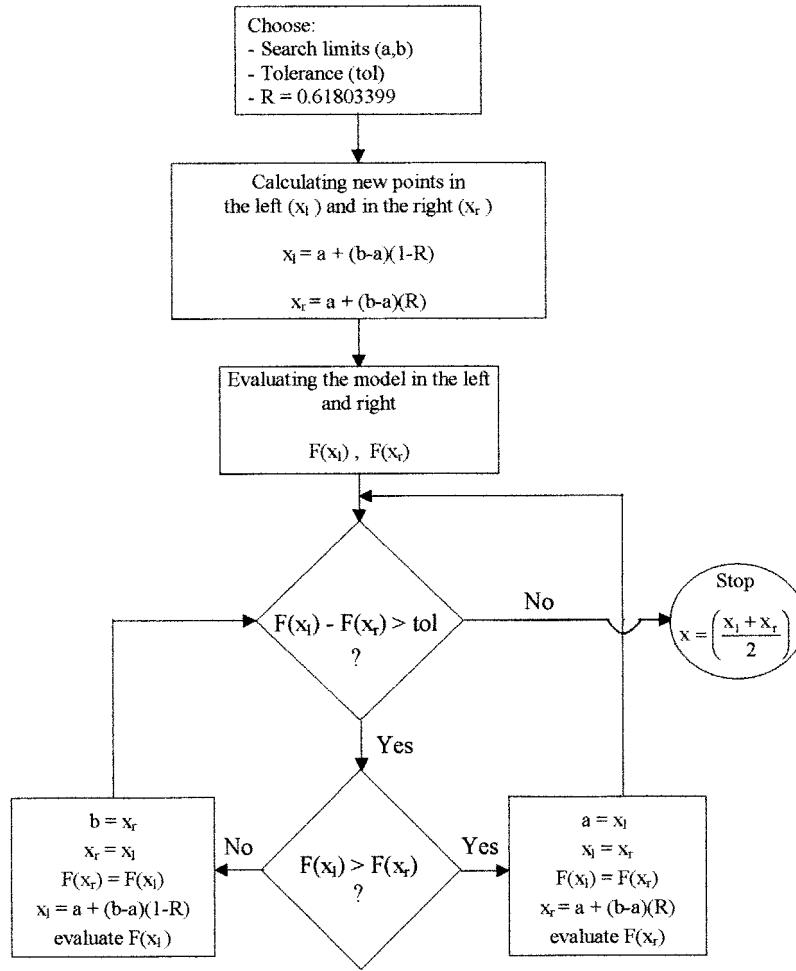 Choose:
- Search limits (a,b)
- Tolerance (tol)
- R = 0.61803399
Calculating new points in
the left (xₗ ) and in the right (xᵣ )
xₗ = a + (b-a)(1-R)
xᵣ = a + (b-a)(R)
Evaluating the model in the left
and right
F(xₗ) , F(xᵣ)
F(xₗ) - F(xᵣ) > tol
?
No
Stop
x = ( xₗ + xᵣ / 2 )
Yes
F(xₗ) > F(xᵣ)
?
No
Yes
b = xᵣ
xᵣ = xₗ
F(xᵣ) = F(xₗ)
xₗ = a + (b-a)(1-R)
evaluate F(xₗ)
a = xₗ
xₗ = xᵣ
F(xₗ) = F(xᵣ)
xᵣ = a + (b-a)(R)
evaluate F(xᵣ)